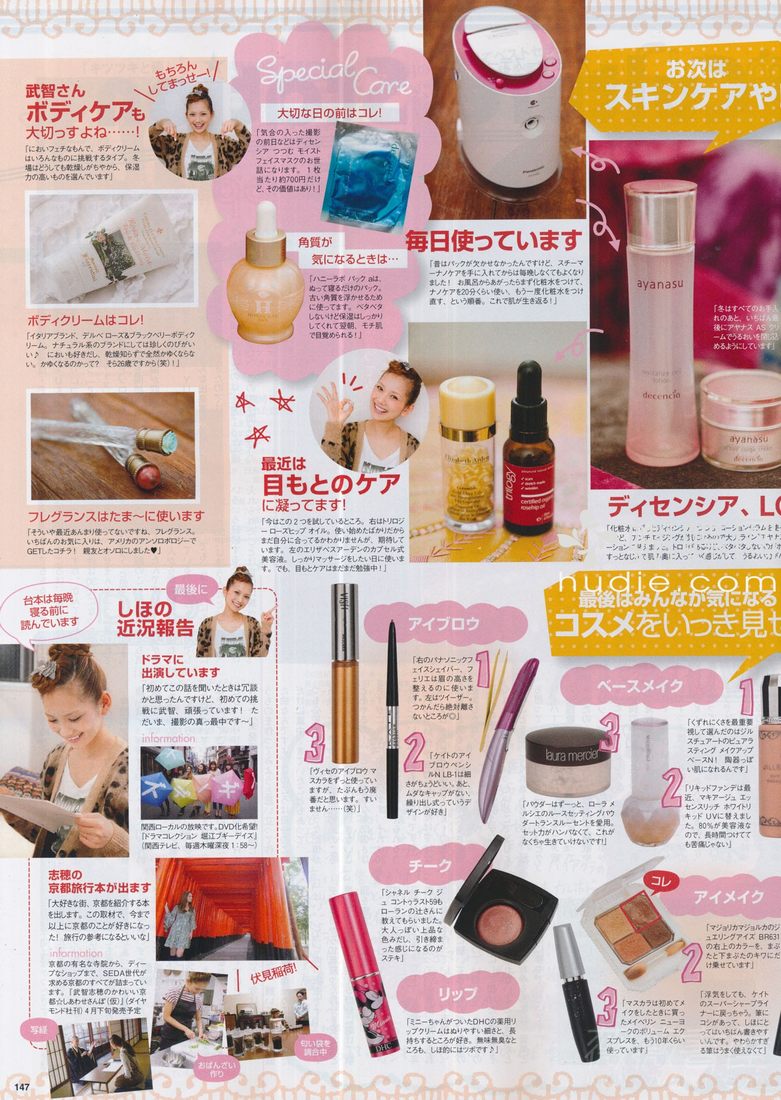 武智さん
ボディケアも
大切っすよね……！
もちろん
してまっせー！
「においフェチなもんで、ボディクリーム
はいろんなものに挑戦するタイプ。冬
場はどうしても乾燥しがちやから、保湿
力の高いものを選んでいます」
ボディクリームはコレ！
「イタリアブランド、デルベ ローズ&ブラックベリーボディク
リーム。ナチュラル系のブランドにしては珍しくのびがい
い♪ においも好きだし、乾燥知らずで全然かゆくならな
い。かゆくなるのかって？ そら26歳ですから（笑）！」
フレグランスはたま〜に使います
「そういや最近あんまり使ってないですね、フレグランス。
いちばんのお気に入りは、アメリカのアンソロポロジーで
GETしたコチラ！ 親友とオソロにしました♥」
Special Care
大切な日の前はコレ！
「気合の入った撮影
の前日などはディセン
シア つつむ モイスト
フェイスマスクのお世
話になります。1枚
当たり約700円だけ
ど、その価値はあり！」
角質が
気になるときは…
「ハニーラボ パック aは、
ぬって寝るだけのパック。
古い角質を浮かせるため
に使ってます。ベタベタ
しないけど保湿はしっかり
してくれて翌朝、モチ肌
で目覚められる！」
毎日使っています
「昔はパックが欠かせなかったんですけど、スチーマ
ーナノケアを手に入れてからは毎晩しなくてもよくなり
ました！ お風呂からあがったらまず化粧水をつけて、
ナノケアを20分くらい使い、もう一度化粧水をつけ
直す、という順番。これで肌が生き返る！」
Panasonic
お次は
スキンケアや
ayanasu
lotion
decencia
ayanasu
decencia
「冬はすべてのお手入
れのあと、いちばん最
後にアヤナス AS ク
リームでうるおいを閉じ込
めるようにしています」
ディセンシア、LO
最近は
目もとのケア
に凝ってます！
「今はこの2つを試しているところ。右はトリロジ
ー ローズヒップ オイル。使い始めたばかりだから
まだ自分に合ってるかわかりませんが、期待して
います。左のエリザベスアーデンのカプセル式
美容液。しっかりマッサージをしたい日に使いま
す。でも、目もとケアはまだまだ勉強中！」
Elizabeth Arden
trilogy
certified organic
rosehip oil
hudie.com
最後はみんなが気になる
コスメをいっき見せ
台本は毎晩
寝る前に
読んでいます
最後に
しほの
近況報告
ドラマに
出演しています
「初めてこの話を聞いたときは冗談
かと思ったんですけど、初めての挑
戦に武智、頑張っています！ た
だいま、撮影の真っ最中です〜」
information
関西ローカルの放映です。DVD化希望!
『ドラマコレクション 堀江ブギーデイズ』
（関西テレビ、毎週木曜深夜1：58〜）
志穂の
京都旅行本が出ます
「大好きな街、京都を紹介する本
を出します。この取材で、今まで
以上に京都のことが好きになった
！ 旅行の参考になるといいな」
information
京都の有名な寺院から、ディー
プなショップまで、SEDA世代が
求める京都のすべてが詰まってい
ます。『武智志穂のかわいい京
都☆しあわせさんぽ（仮）』（ダイヤ
モンド社刊）4月下旬発売予定
伏見稲荷！
写経
おばんざい
作り
匂い袋を
調合中
アイブロウ
1
「右のパナソニックフ
ェイスシェイバー、フ
ェリエは眉の高さを
整えるのに使いま
す。左はツイーザー。
つかんだら絶対離さ
ないところが◎」
2
「ケイトのアイ
ブロウペンシル
N LB-1は細
さがちょうどいい。あと、
ムダなキャップがない
繰り出し式っていうデ
ザインが好き」
3
「ヴィセのアイブロウ マ
スカラをずっと使ってい
ますが、たぶんもう廃
番だと思います。すい
ません……（笑）」
VISÉE
ベースメイク
1
「くずれにくさを最重要
視して選んだのはジル
スチュアートのピュアラ
スティング メイクアップ
ベースN！ 陶器っぽ
い肌になれるんです」
2
「リキッドファンデは最
近、マキアージュ エッ
センスリッチ ホワイトリ
キッド UVに替えまし
た。80%が美容液な
ので、長時間つけてて
も苦痛じゃない」
3
laura mercier
「パウダーはずーっと、ローラ メ
ルシエのルースセッティングパウ
ダートランスルーセントを愛用。
セット力がハンパなくて、これが
なくちゃ生きていけないです！」
チーク
「シャネル チーク ジ
ュ コントゥラスト59も
ローランの辻さんに
教えてもらいました。
大人っぽい上品な
色みだし、引き締ま
った感じになるのが
ステキ」
リップ
「ミニーちゃんがついたDHCの薬用リ
ップクリームはぬりやすい細さと、長
持ちするところが好き。無味無臭なと
ころも、しほ的にはツボです♪」
DHC
コレ
アイメイク
「マジョリカマジョルカのジ
ュエリングアイズ BR631
の右上のカラーを、まぶ
たと下まぶたのキワにだ
け乗せています」
2
「浮気をしても、ケイト
のスーパーシャープライ
ナーに戻っちゃう。筆に
コシがあって、しほにと
ってはいちばん書きやす
いんです。やわらかすぎ
る筆はうまく使えなくて」
3
「マスカラは初めてメ
イクをしたときに買っ
たメイベリン ニューヨ
ークのボリューム エク
スプレスを、もう10年くらい
使っています」
147